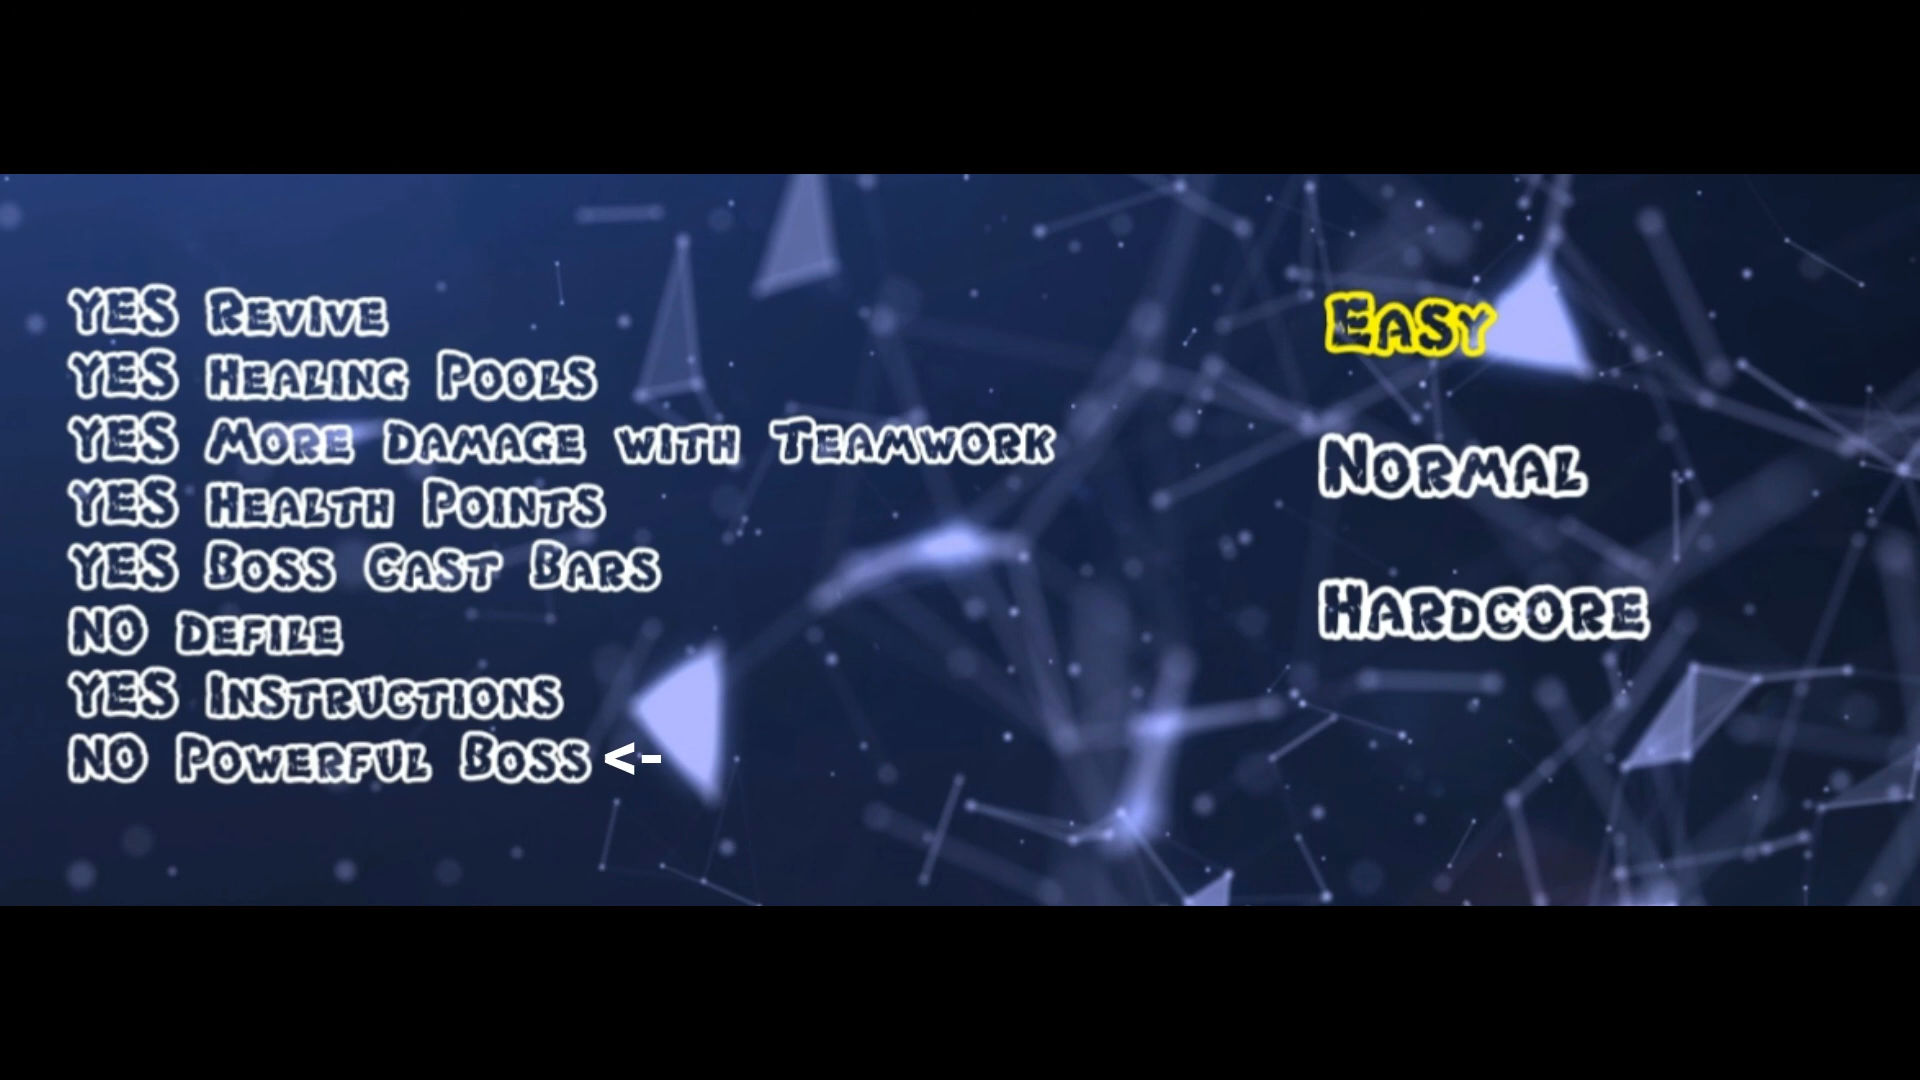 YES Revive
YES Healing Pools
YES More damage with Teamwork
YES Health Points
YES Boss Cast Bars
NO Defile
YES Instructions
NO Powerful Boss <-
Easy
Normal
Hardcore